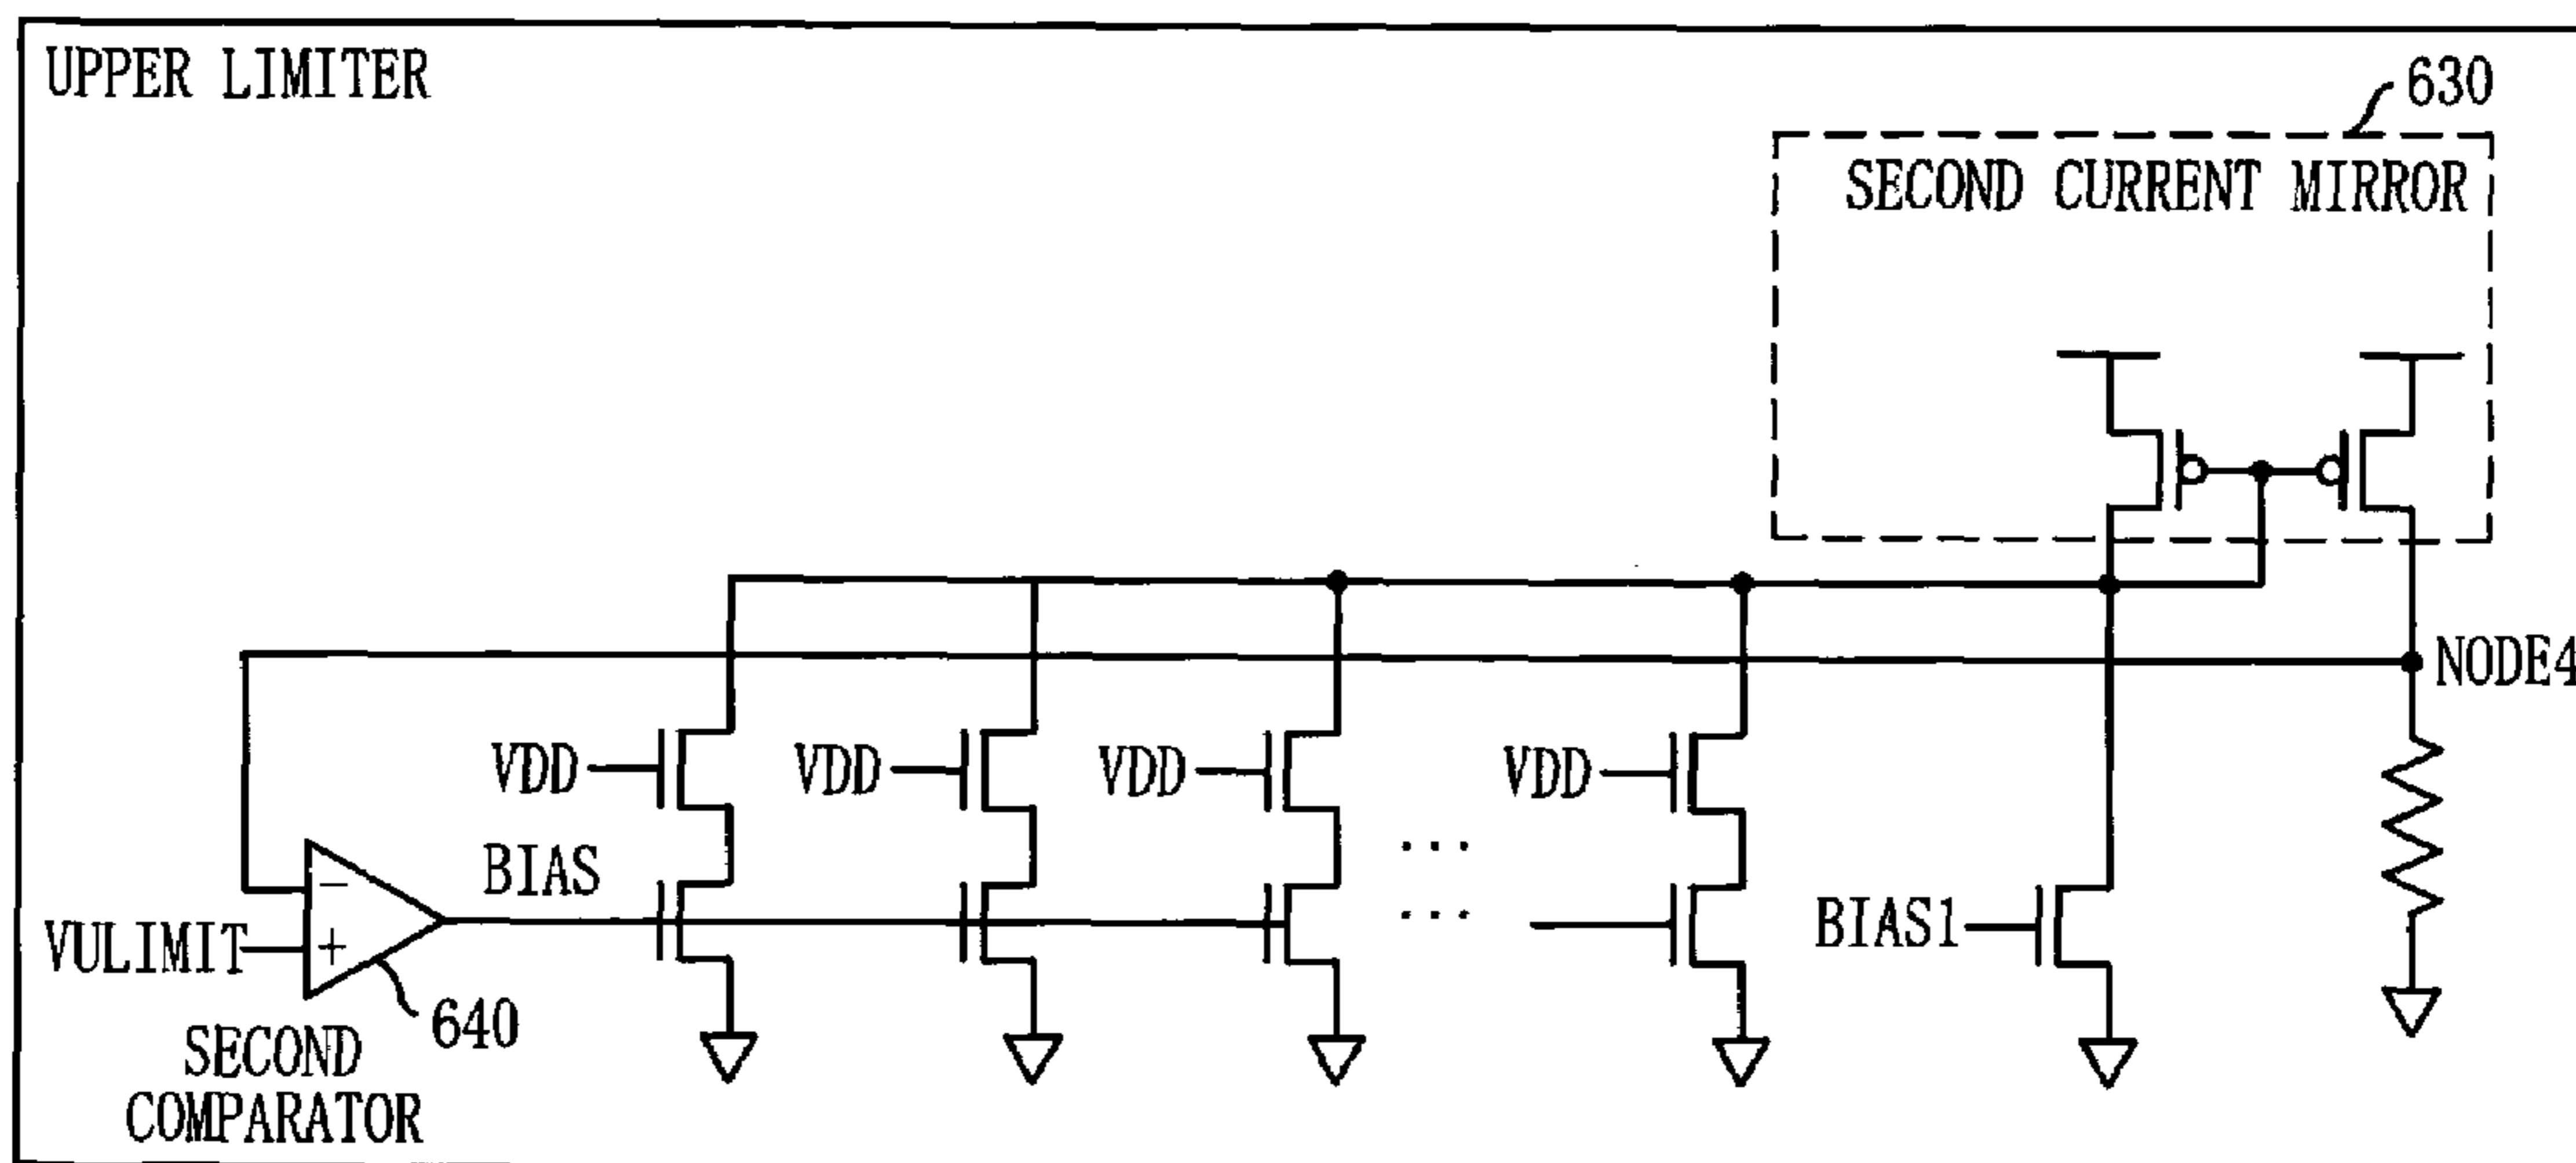 UPPER LIMITER
630
SECOND CURRENT MIRROR
NODE4
VDD
VDD
VDD
VDD
BIAS
...
...
BIAS1
VULIMIT
−
+
640
SECOND
COMPARATOR